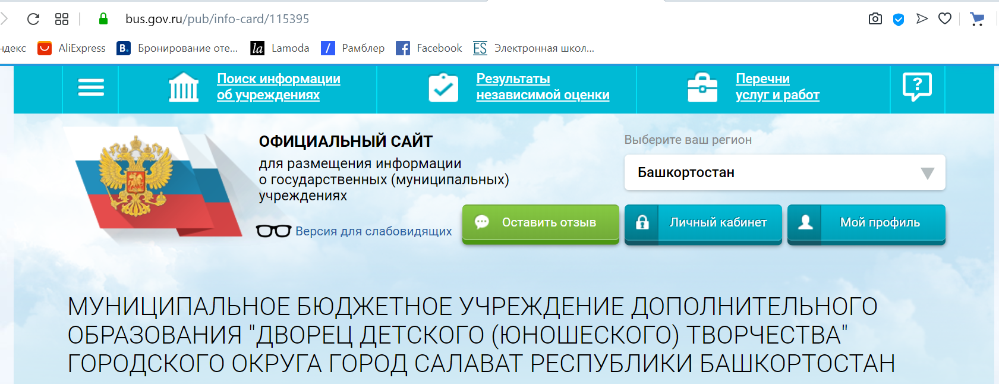 bus.gov.ru/pub/info-card/115395
ндекс AliExpress B. Бронирование оте... la Lamoda Рамблер Facebook ES Электронная школ...
Поиск информации
об учреждениях
Результаты
независимой оценки
Перечни
услуг и работ
ОФИЦИАЛЬНЫЙ САЙТ
для размещения информации
о государственных (муниципальных)
учреждениях
Версия для слабовидящих
Выберите ваш регион
Башкортостан
Оставить отзыв
Личный кабинет
Мой профиль
МУНИЦИПАЛЬНОЕ БЮДЖЕТНОЕ УЧРЕЖДЕНИЕ ДОПОЛНИТЕЛЬНОГО
ОБРАЗОВАНИЯ "ДВОРЕЦ ДЕТСКОГО (ЮНОШЕСКОГО) ТВОРЧЕСТВА"
ГОРОДСКОГО ОКРУГА ГОРОД САЛАВАТ РЕСПУБЛИКИ БАШКОРТОСТАН